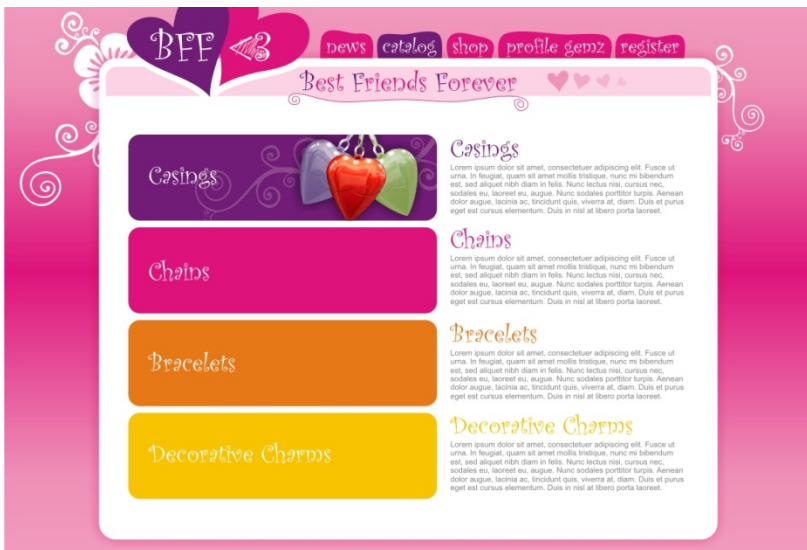 BFF <3
news catalog shop profile gemz register
Best Friends Forever
Casings
Casings
Lorem ipsum dolor sit amet, consectetuer adipiscing elit. Fusce ut
urna. In feugiat, quam sit amet mollis tristique, nunc mi bibendum
est, sed aliquet nibh diam in felis. Nunc lectus nisi, cursus nec,
sodales eu, laoreet eu, augue. Nunc sodales porttitor turpis. Aenean
dolor augue, lacinia ac, tincidunt quis, viverra at, diam. Duis et purus
eget est cursus elementum. Duis in nisl at libero porta laoreet.
Chains
Chains
Lorem ipsum dolor sit amet, consectetuer adipiscing elit. Fusce ut
urna. In feugiat, quam sit amet mollis tristique, nunc mi bibendum
est, sed aliquet nibh diam in felis. Nunc lectus nisi, cursus nec,
sodales eu, laoreet eu, augue. Nunc sodales porttitor turpis. Aenean
dolor augue, lacinia ac, tincidunt quis, viverra at, diam. Duis et purus
eget est cursus elementum. Duis in nisl at libero porta laoreet.
Bracelets
Bracelets
Lorem ipsum dolor sit amet, consectetuer adipiscing elit. Fusce ut
urna. In feugiat, quam sit amet mollis tristique, nunc mi bibendum
est, sed aliquet nibh diam in felis. Nunc lectus nisi, cursus nec,
sodales eu, laoreet eu, augue. Nunc sodales porttitor turpis. Aenean
dolor augue, lacinia ac, tincidunt quis, viverra at, diam. Duis et purus
eget est cursus elementum. Duis in nisl at libero porta laoreet.
Decorative Charms
Decorative Charms
Lorem ipsum dolor sit amet, consectetuer adipiscing elit. Fusce ut
urna. In feugiat, quam sit amet mollis tristique, nunc mi bibendum
est, sed aliquet nibh diam in felis. Nunc lectus nisi, cursus nec,
sodales eu, laoreet eu, augue. Nunc sodales porttitor turpis. Aenean
dolor augue, lacinia ac, tincidunt quis, viverra at, diam. Duis et purus
eget est cursus elementum. Duis in nisl at libero porta laoreet.